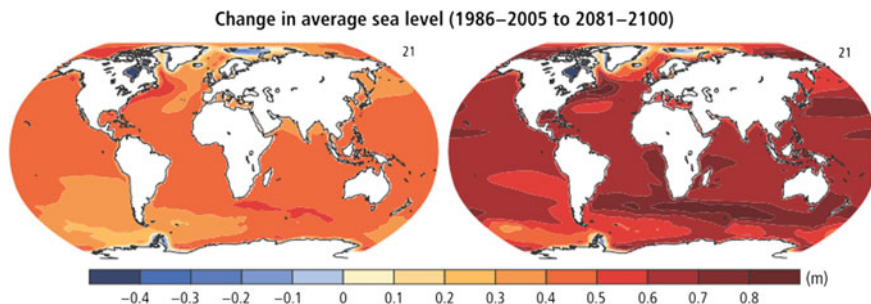 Change in average sea level (1986–2005 to 2081–2100)
21
21
−0.4 −0.3 −0.2 −0.1 0 0.1 0.2 0.3 0.4 0.5 0.6 0.7 0.8 (m)